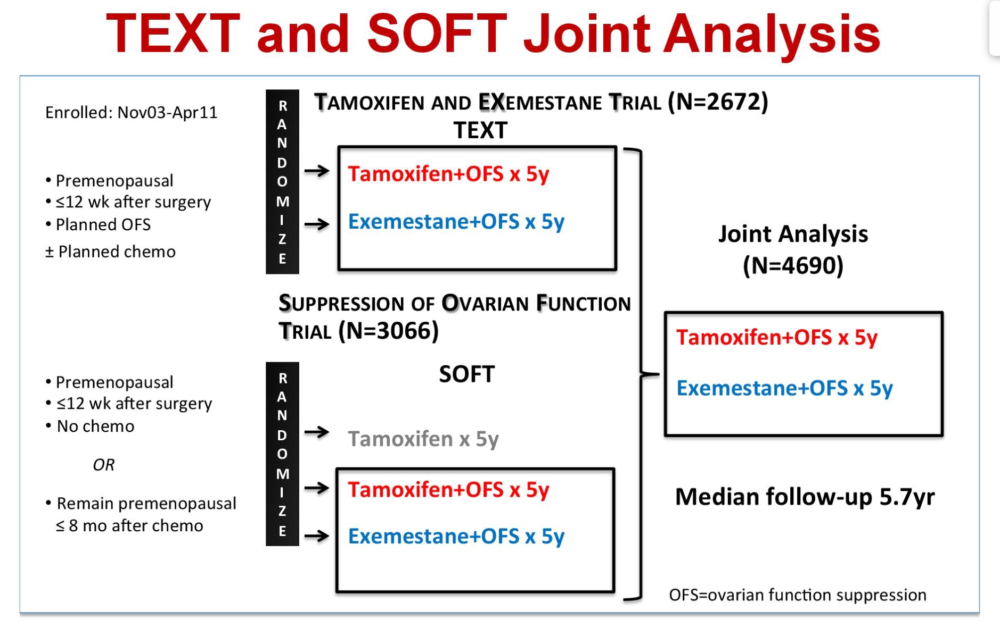 TEXT and SOFT Joint Analysis
Enrolled: Nov03-Apr11
• Premenopausal
• ≤12 wk after surgery
• Planned OFS
± Planned chemo
RANDOMIZE
TAMOXIFEN AND EXEMESTANE TRIAL (N=2672)
TEXT
Tamoxifen+OFS x 5y
Exemestane+OFS x 5y
SUPPRESSION OF OVARIAN FUNCTION
TRIAL (N=3066)
• Premenopausal
• ≤12 wk after surgery
• No chemo
OR
• Remain premenopausal
≤ 8 mo after chemo
RANDOMIZE
SOFT
Tamoxifen x 5y
Tamoxifen+OFS x 5y
Exemestane+OFS x 5y
Joint Analysis
(N=4690)
Tamoxifen+OFS x 5y
Exemestane+OFS x 5y
Median follow-up 5.7yr
OFS=ovarian function suppression